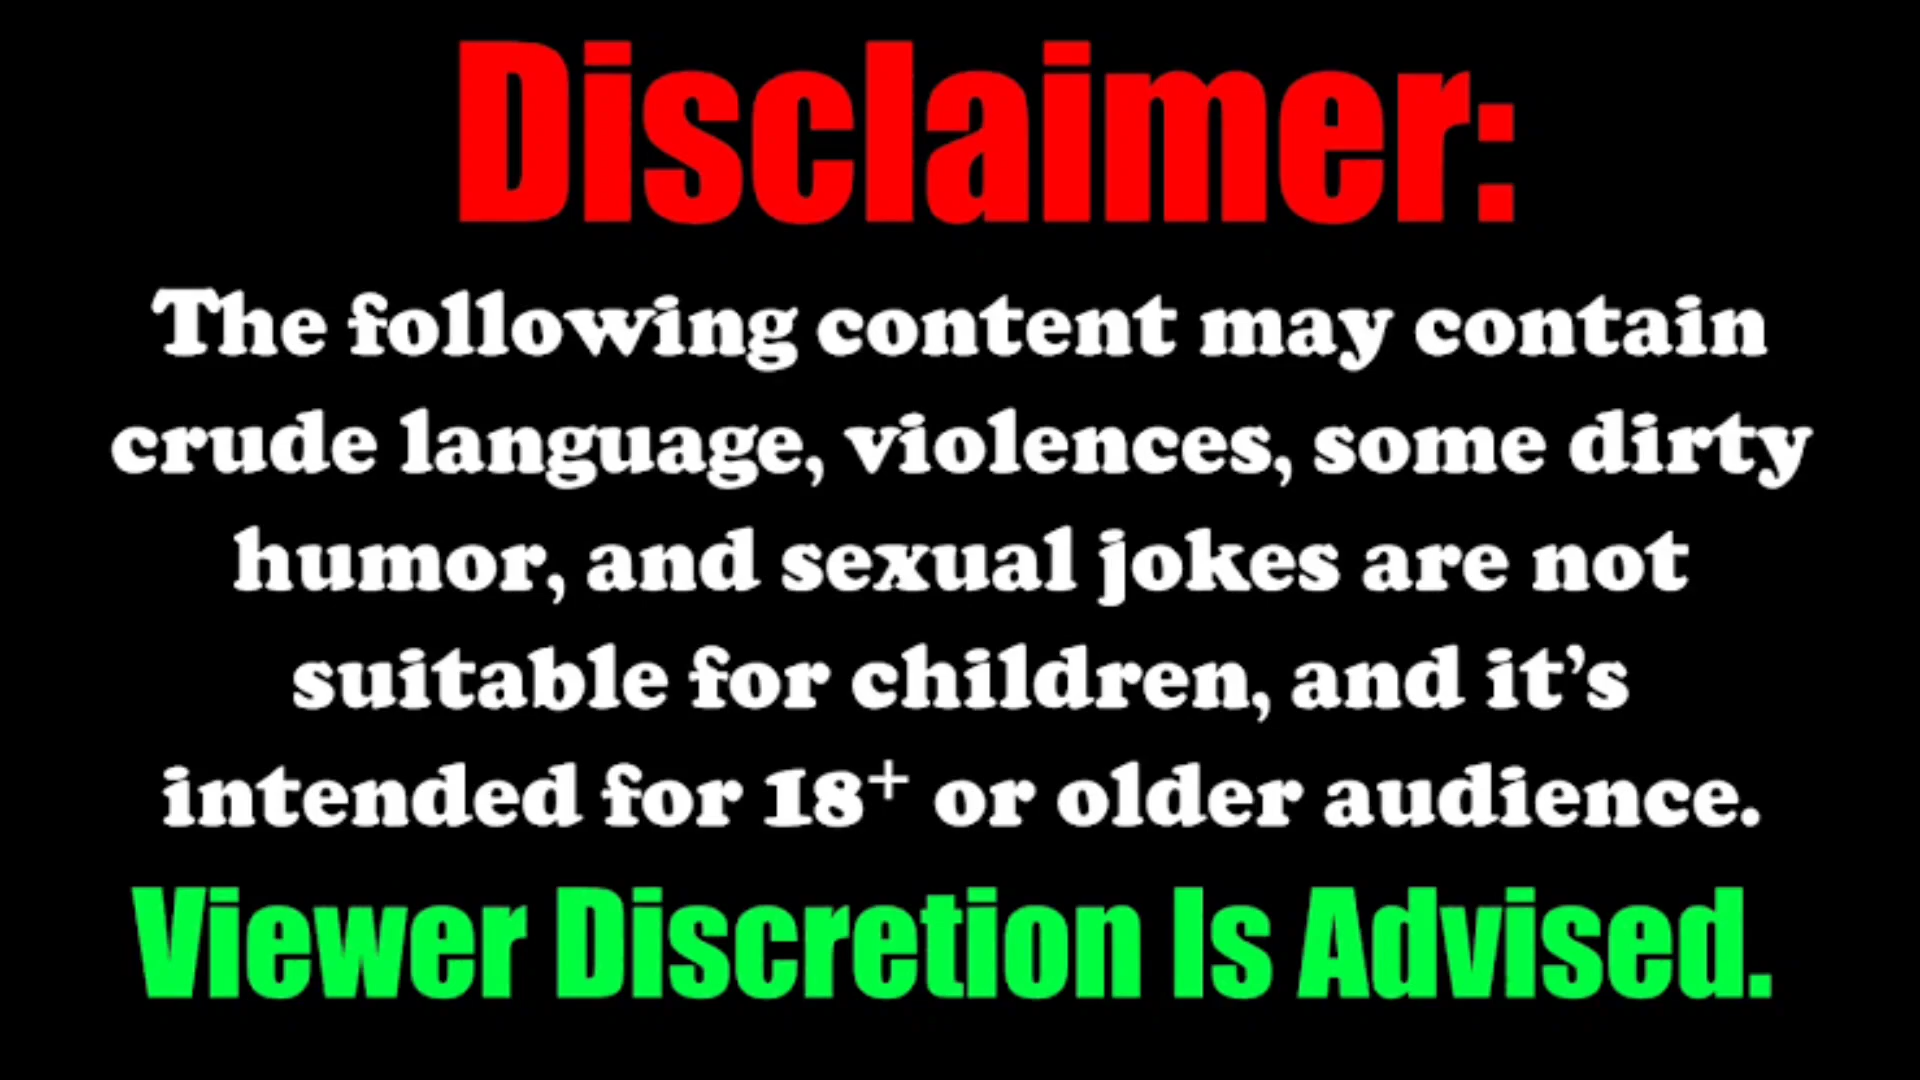 Disclaimer:
The following content may contain
crude language, violences, some dirty
humor, and sexual jokes are not
suitable for children, and it’s
intended for 18+ or older audience.
Viewer Discretion Is Advised.